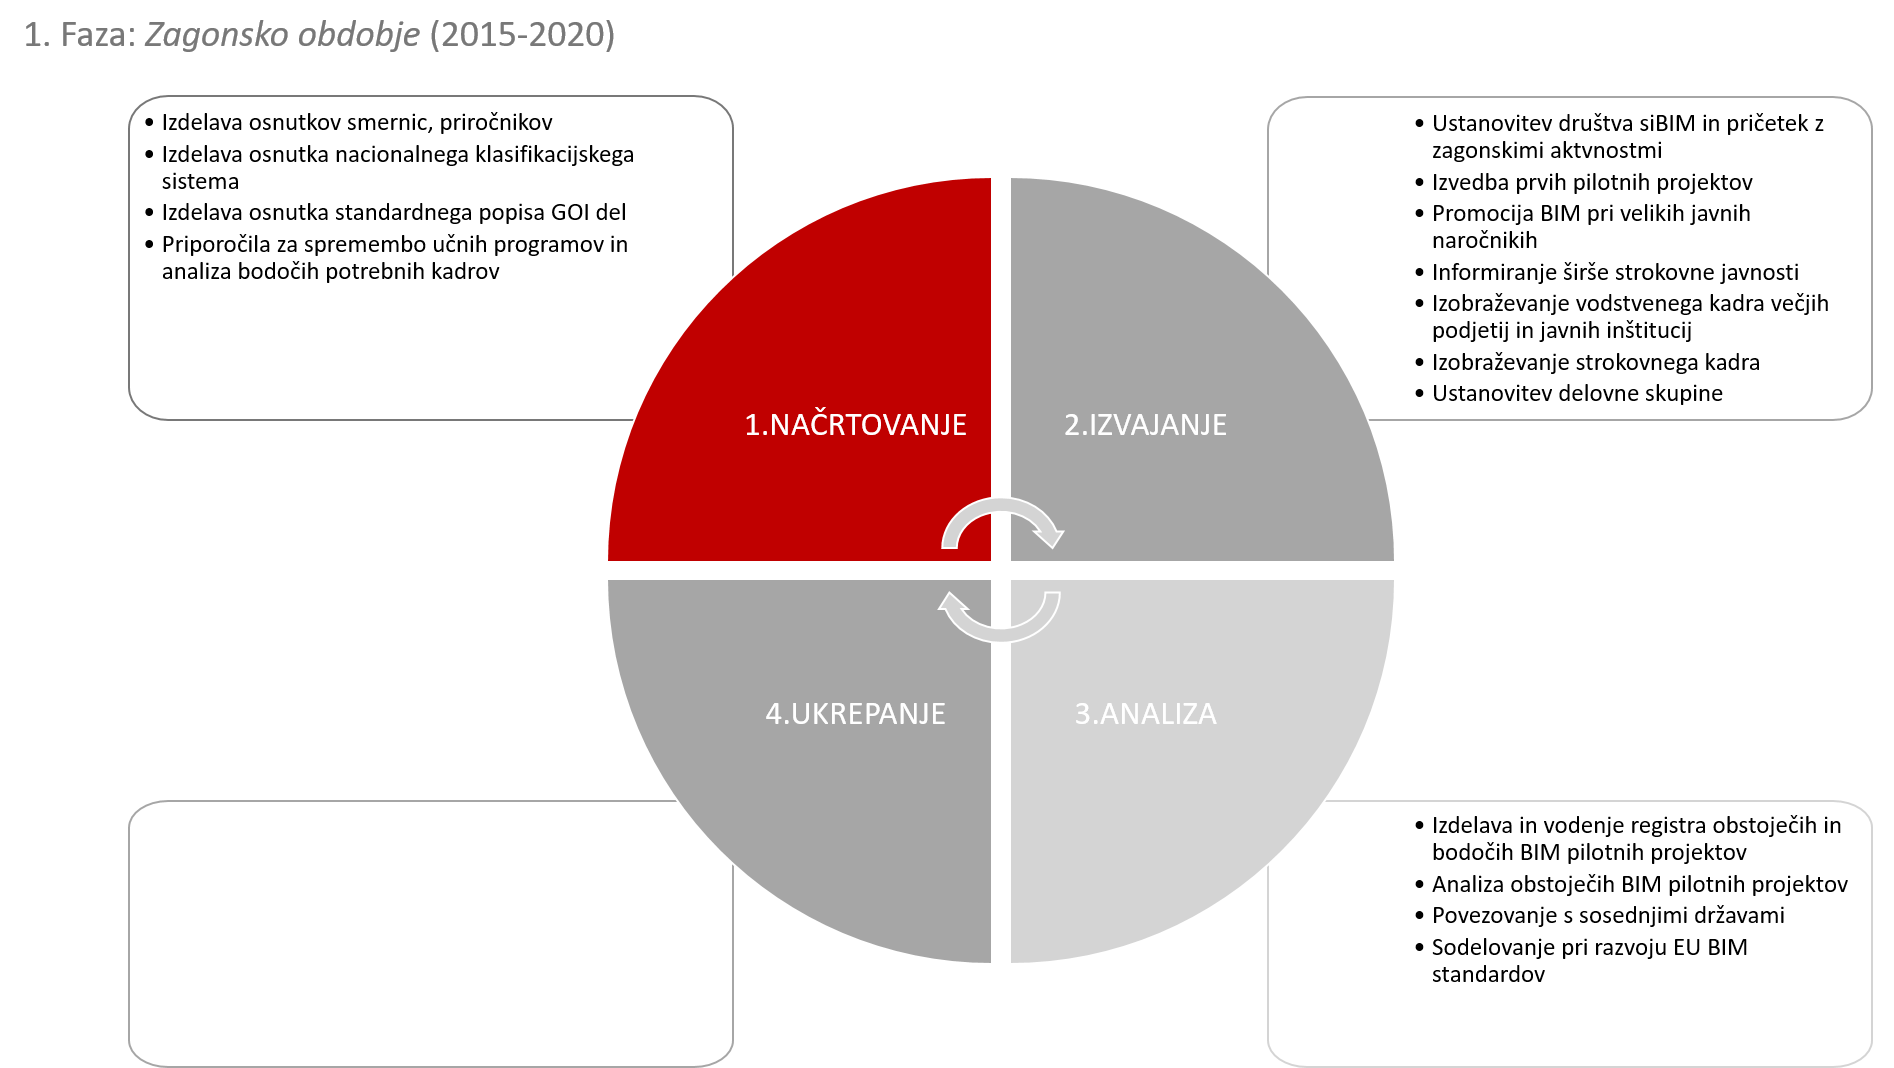 1. Faza: Zagonsko obdobje (2015-2020)
• Izdelava osnutkov smernic, priročnikov
• Izdelava osnutka nacionalnega klasifikacijskega
sistema
• Izdelava osnutka standardnega popisa GOI del
• Priporočila za spremembo učnih programov in
analiza bodočih potrebnih kadrov
• Ustanovitev društva siBIM in pričetek z
zagonskimi aktvnostmi
• Izvedba prvih pilotnih projektov
• Promocija BIM pri velikih javnih
naročnikih
• Informiranje širše strokovne javnosti
• Izobraževanje vodstvenega kadra večjih
podjetij in javnih inštitucij
• Izobraževanje strokovnega kadra
• Ustanovitev delovne skupine
1.NAČRTOVANJE
2.IZVAJANJE
4.UKREPANJE
3.ANALIZA
• Izdelava in vodenje registra obstoječih in
bodočih BIM pilotnih projektov
• Analiza obstoječih BIM pilotnih projektov
• Povezovanje s sosednjimi državami
• Sodelovanje pri razvoju EU BIM
standardov